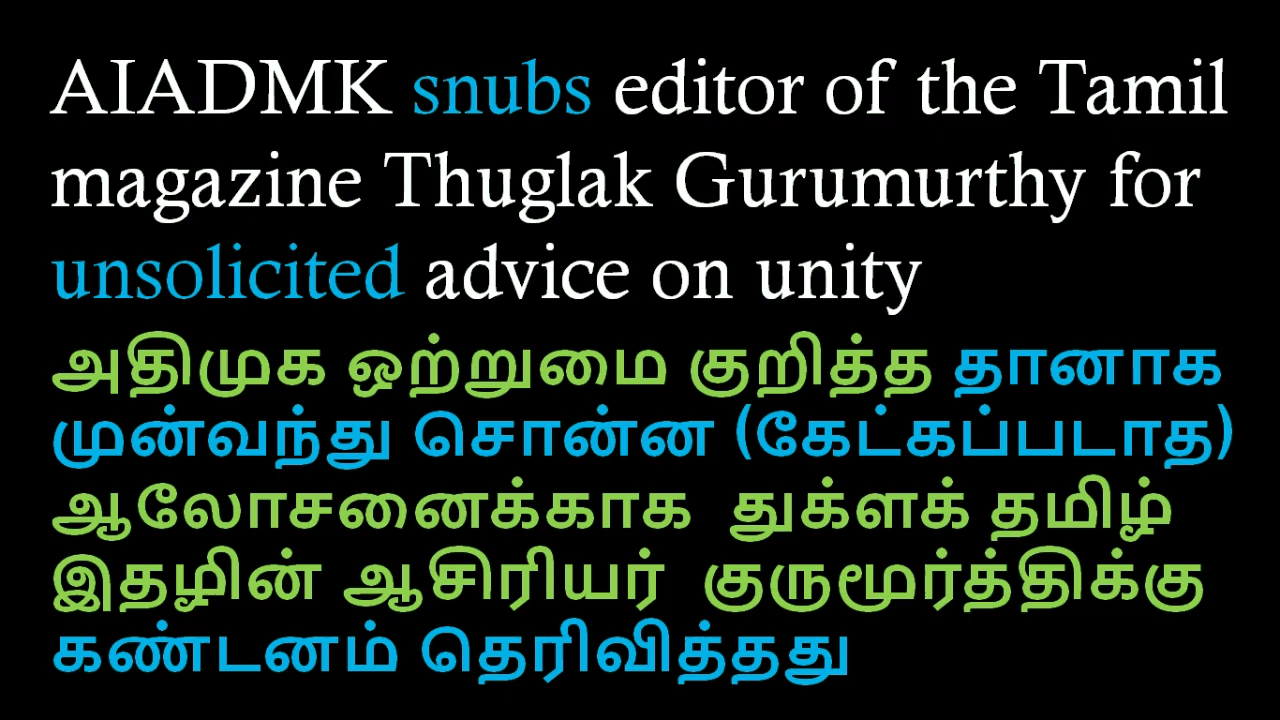 AIADMK snubs editor of the Tamil
magazine Thuglak Gurumurthy for
unsolicited advice on unity
அதிமுக ஒற்றுமை குறித்த தானாக
முன்வந்து சொன்ன (கேட்கப்படாத)
ஆலோசனைக்காக துக்ளக் தமிழ்
இதழின் ஆசிரியர் குருமூர்த்திக்கு
கண்டனம் தெரிவித்தது